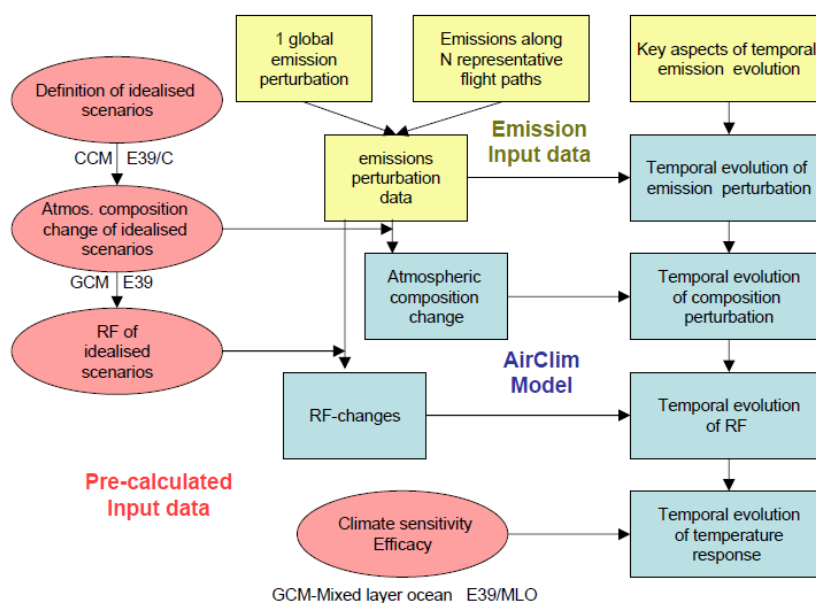 1 global
emission
perturbation
Emissions along
N representative
flight paths
Key aspects of temporal
emission evolution
Definition of idealised
scenarios
CCM E39/C
emissions
perturbation
data
Emission
Input data
Temporal evolution of
emission perturbation
Atmos. composition
change of idealised
scenarios
GCM E39
Atmospheric
composition
change
Temporal evolution
of composition
perturbation
RF of
idealised
scenarios
AirClim
Model
RF-changes
Temporal evolution
of RF
Pre-calculated
Input data
Climate sensitivity
Efficacy
Temporal evolution
of temperature
response
GCM-Mixed layer ocean E39/MLO